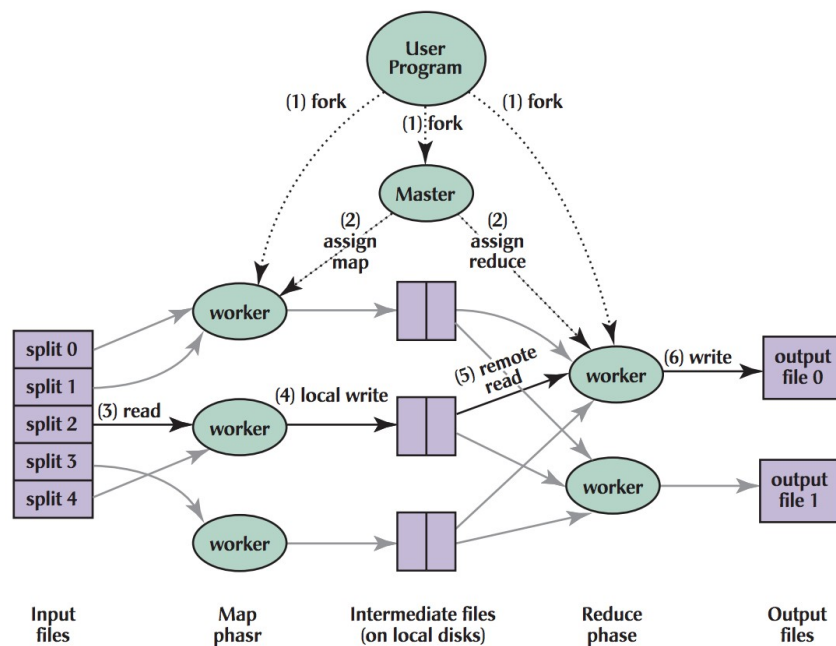 User
Program
(1) fork
(1) fork
(1) fork
Master
(2)
assign
map
(2)
assign
reduce
worker
split 0
split 1
split 2
split 3
split 4
(3) read
worker
(4) local write
(5) remote
read
worker
(6) write
output
file 0
worker
output
file 1
worker
Input
files
Map
phasr
Intermediate files
(on local disks)
Reduce
phase
Output
files